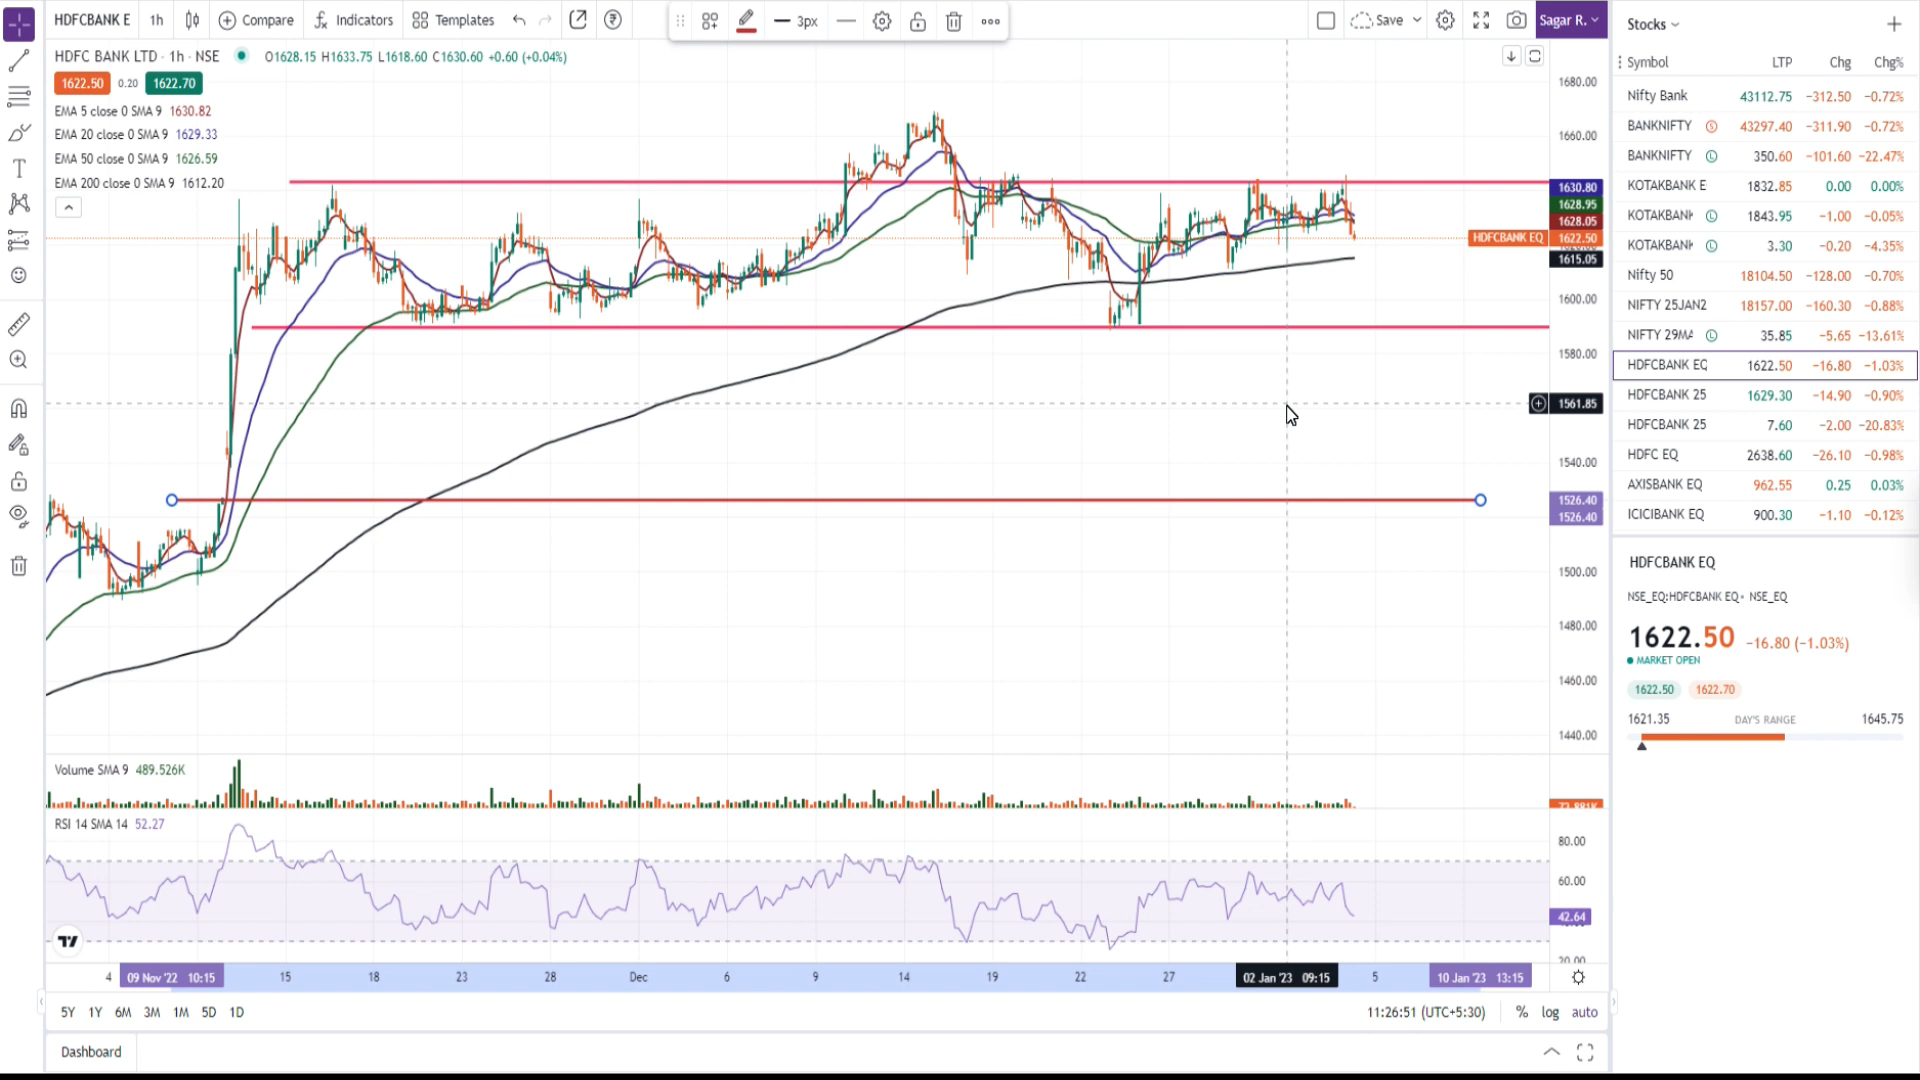 HDFCBANK E 1h Compare Indicators Templates 3px Save Sagar R.
HDFC BANK LTD · 1h · NSE O1628.15 H1633.75 L1618.60 C1630.60 +0.60 (+0.04%)
1622.50 0.20 1622.70
EMA 5 close 0 SMA 9 1630.82
EMA 20 close 0 SMA 9 1629.33
EMA 50 close 0 SMA 9 1626.59
EMA 200 close 0 SMA 9 1612.20
1680.00
1660.00
1630.80
1628.95
1628.05
HDFCBANK EQ 1622.50
1615.05
1600.00
1580.00
1561.85
1540.00
1526.40
1526.40
1500.00
1480.00
1460.00
1440.00
Volume SMA 9 489.526K
RSI 14 SMA 14 52.27
80.00
60.00
42.64
20.00
4 09 Nov '22 10:15 15 18 23 28 Dec 6 9 14 19 22 27 02 Jan '23 09:15 5 10 Jan '23 13:15
5Y 1Y 6M 3M 1M 5D 1D 11:26:51 (UTC+5:30) % log auto
Dashboard
Stocks
Symbol LTP Chg Chg%
Nifty Bank 43112.75 −312.50 −0.72%
BANKNIFTY S 43297.40 −311.90 −0.72%
BANKNIFTY L 350.60 −101.60 −22.47%
KOTAKBANK E 1832.85 0.00 0.00%
KOTAKBANK L 1843.95 −1.00 −0.05%
KOTAKBANK L 3.30 −0.20 −4.35%
Nifty 50 18104.50 −128.00 −0.70%
NIFTY 25JAN2 18157.00 −160.30 −0.88%
NIFTY 29MA L 35.85 −5.65 −13.61%
HDFCBANK EQ 1622.50 −16.80 −1.03%
HDFCBANK 25 1629.30 −14.90 −0.90%
HDFCBANK 25 7.60 −2.00 −20.83%
HDFC EQ 2638.60 −26.10 −0.98%
AXISBANK EQ 962.55 0.25 0.03%
ICICIBANK EQ 900.30 −1.10 −0.12%
HDFCBANK EQ
NSE_EQ:HDFCBANK EQ • NSE_EQ
1622.50 −16.80 (−1.03%)
MARKET OPEN
1622.50 1622.70
1621.35 DAY'S RANGE 1645.75